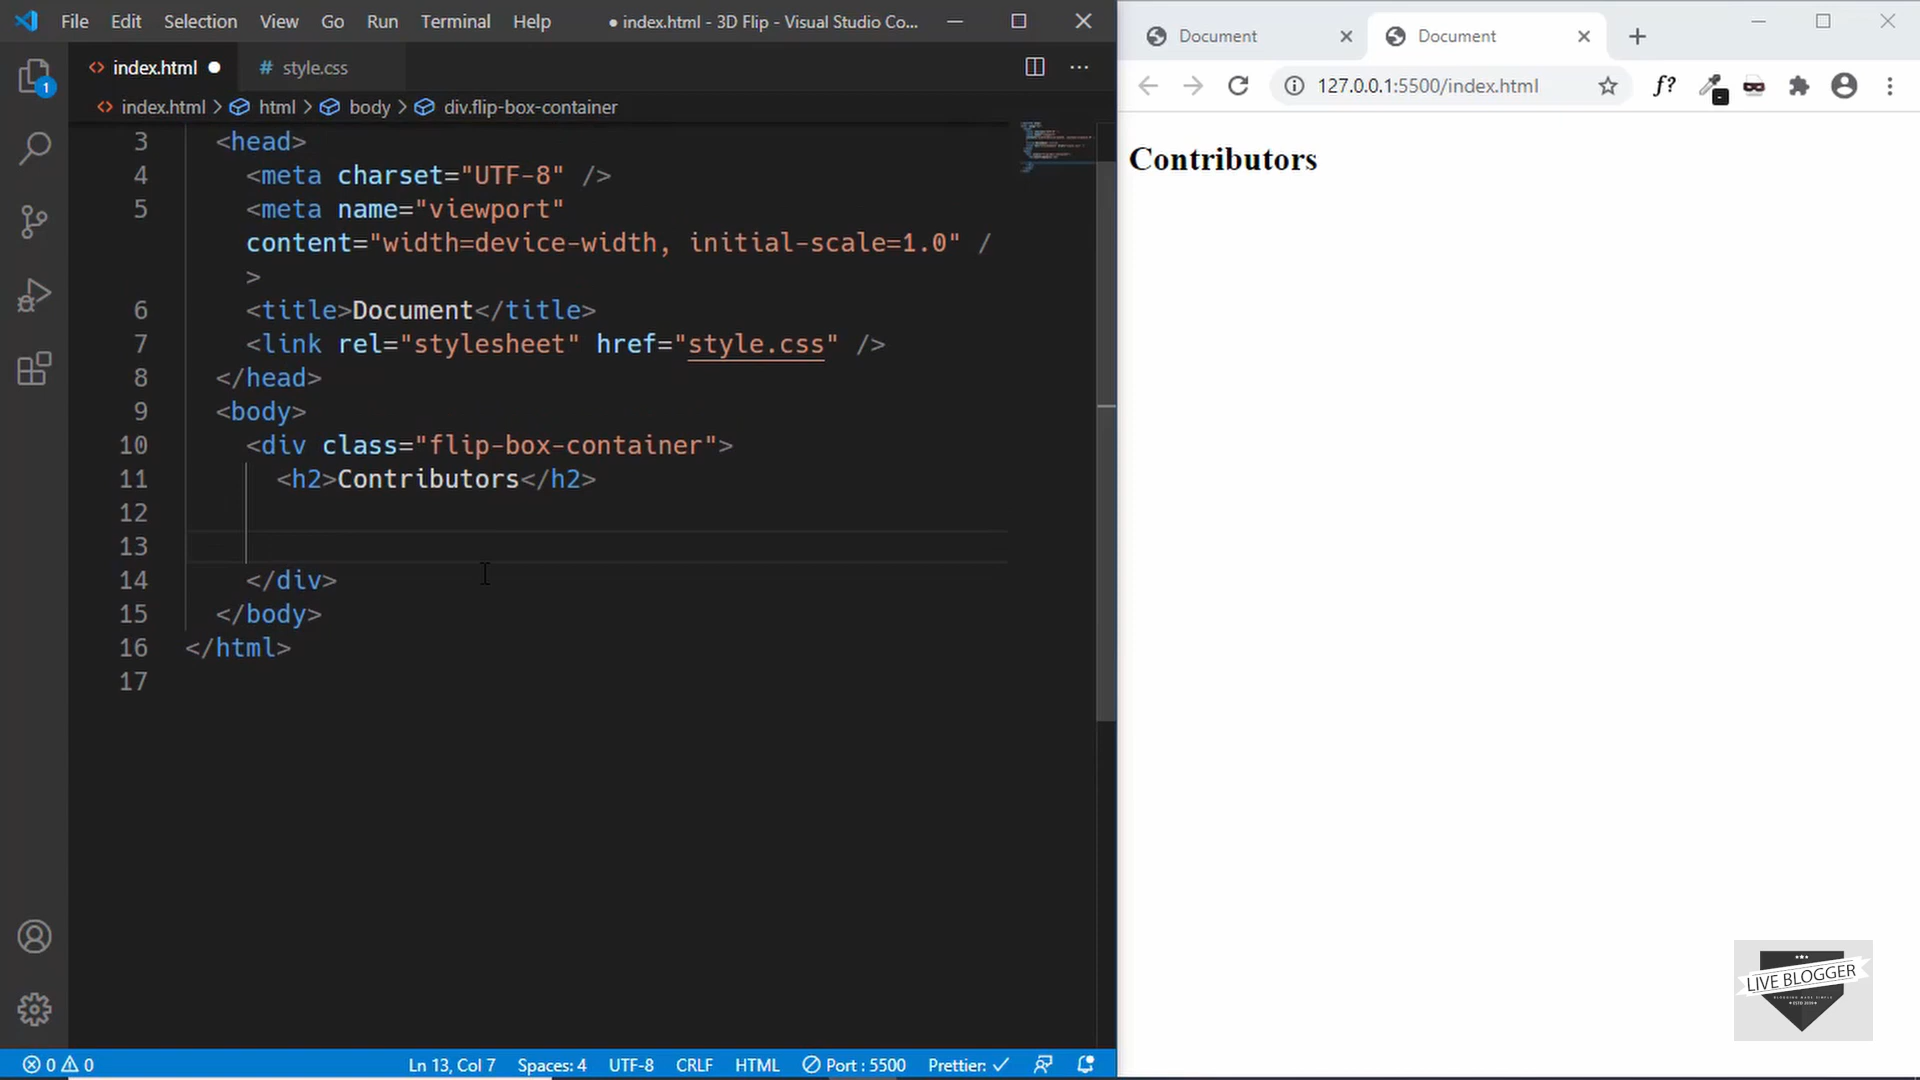 File Edit Selection View Go Run Terminal Help
● index.html - 3D Flip - Visual Studio Co...
index.html ●
# style.css
index.html > html > body > div.flip-box-container
1
3 <head>
4 <meta charset="UTF-8" />
5 <meta name="viewport"
content="width=device-width, initial-scale=1.0" /
>
6 <title>Document</title>
7 <link rel="stylesheet" href="style.css" />
8 </head>
9 <body>
10 <div class="flip-box-container">
11 <h2>Contributors</h2>
12
13
14 </div>
15 </body>
16 </html>
17
0 0
Ln 13, Col 7 Spaces: 4 UTF-8 CRLF HTML Port : 5500 Prettier: ✓
Document
Document
127.0.0.1:5500/index.html
f?
Contributors
LIVE BLOGGER